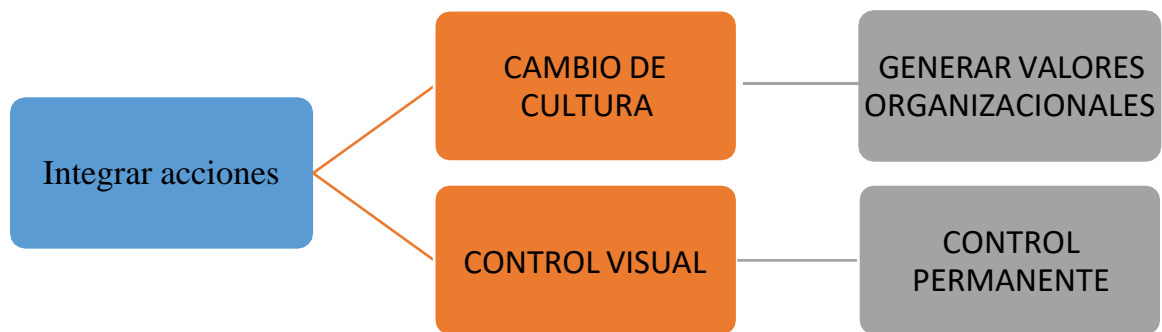 Integrar acciones
CAMBIO DE
CULTURA
GENERAR VALORES
ORGANIZACIONALES
CONTROL VISUAL
CONTROL
PERMANENTE